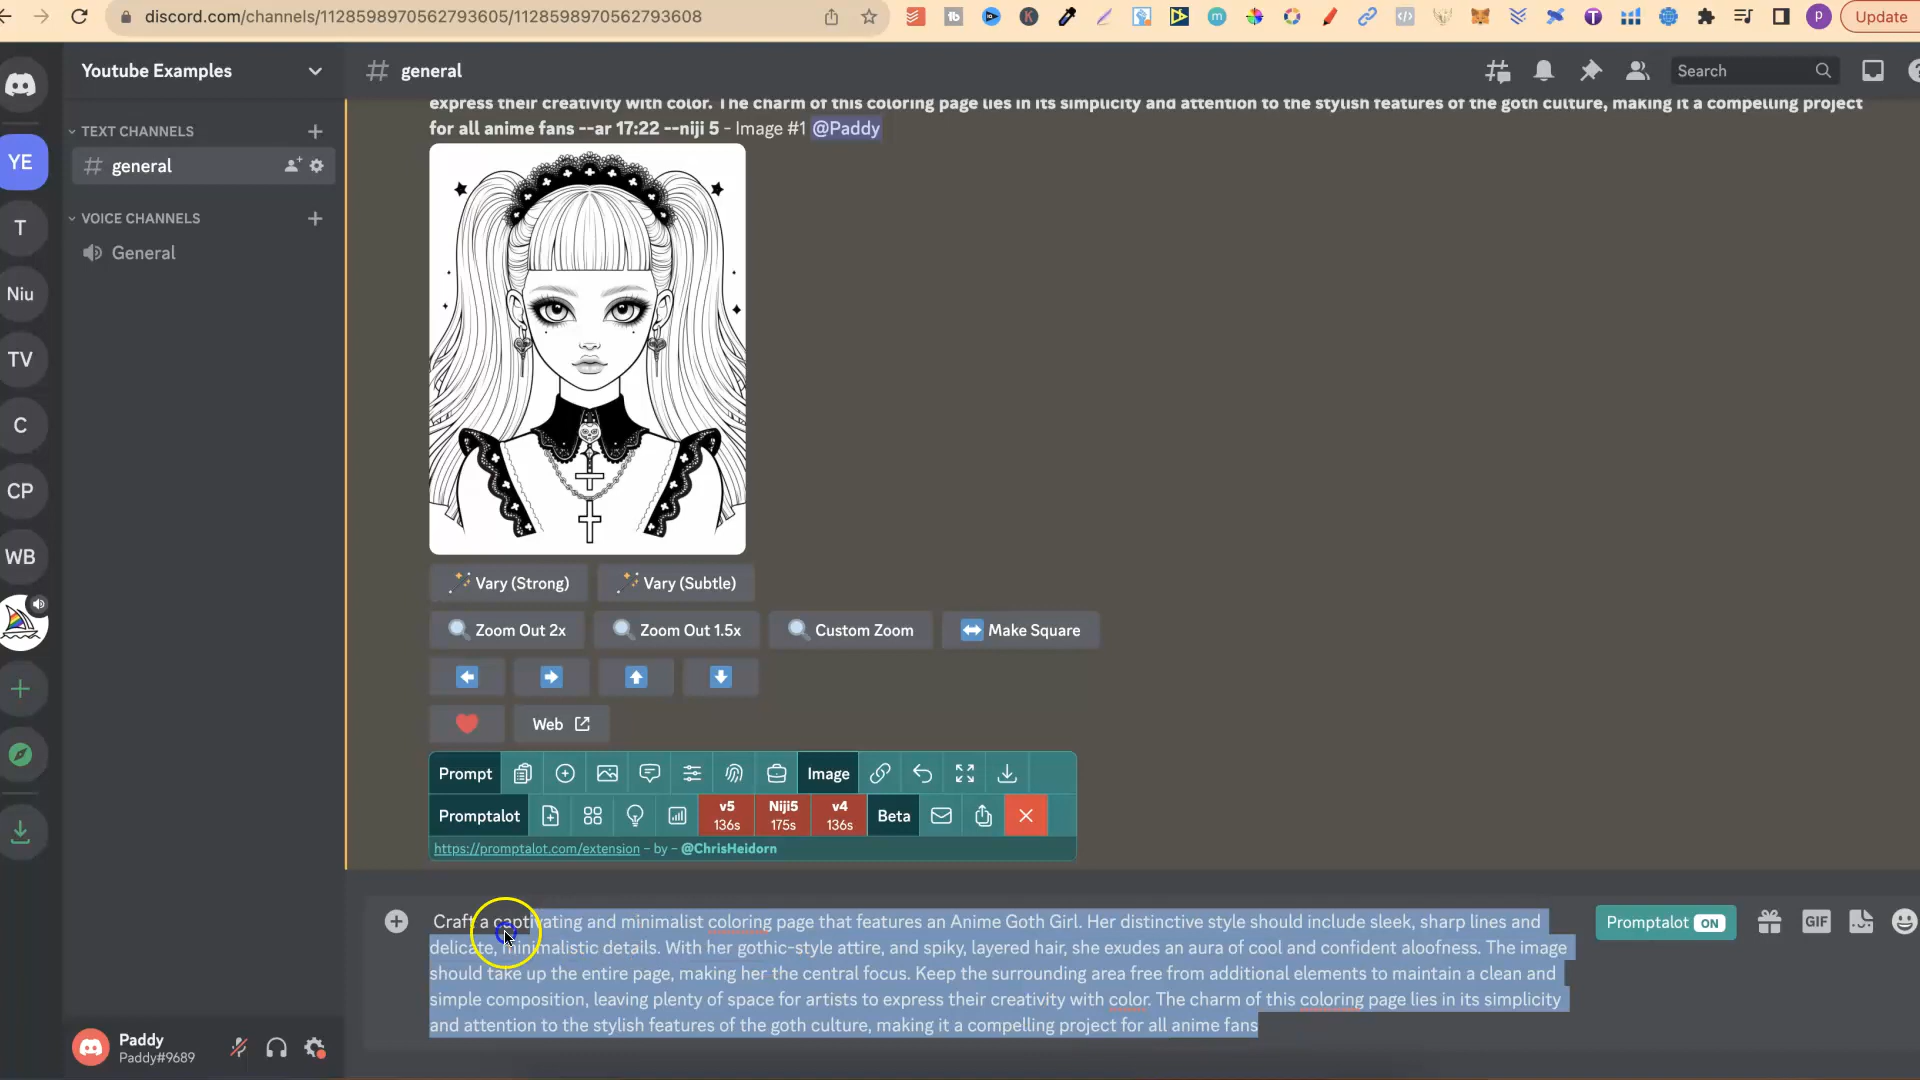 discord.com/channels/1128598970562793605/1128598970562793608
Update
Youtube Examples
general
Search
TEXT CHANNELS
general
VOICE CHANNELS
General
YE
T
Niu
TV
C
CP
WB
express their creativity with color. The charm of this coloring page lies in its simplicity and attention to the stylish features of the goth culture, making it a compelling project
for all anime fans --ar 17:22 --niji 5 - Image #1 @Paddy
Vary (Strong) Vary (Subtle)
Zoom Out 2x Zoom Out 1.5x Custom Zoom Make Square
Web
Prompt Image
Promptalot v5 Niji5 v4 Beta
136s 175s 136s
https://promptalot.com/extension - by - @ChrisHeidorn
Craft a captivating and minimalist coloring page that features an Anime Goth Girl. Her distinctive style should include sleek, sharp lines and
delicate, minimalistic details. With her gothic-style attire, and spiky, layered hair, she exudes an aura of cool and confident aloofness. The image
should take up the entire page, making her the central focus. Keep the surrounding area free from additional elements to maintain a clean and
simple composition, leaving plenty of space for artists to express their creativity with color. The charm of this coloring page lies in its simplicity
and attention to the stylish features of the goth culture, making it a compelling project for all anime fans
Promptalot ON
GIF
Paddy
Paddy#9689